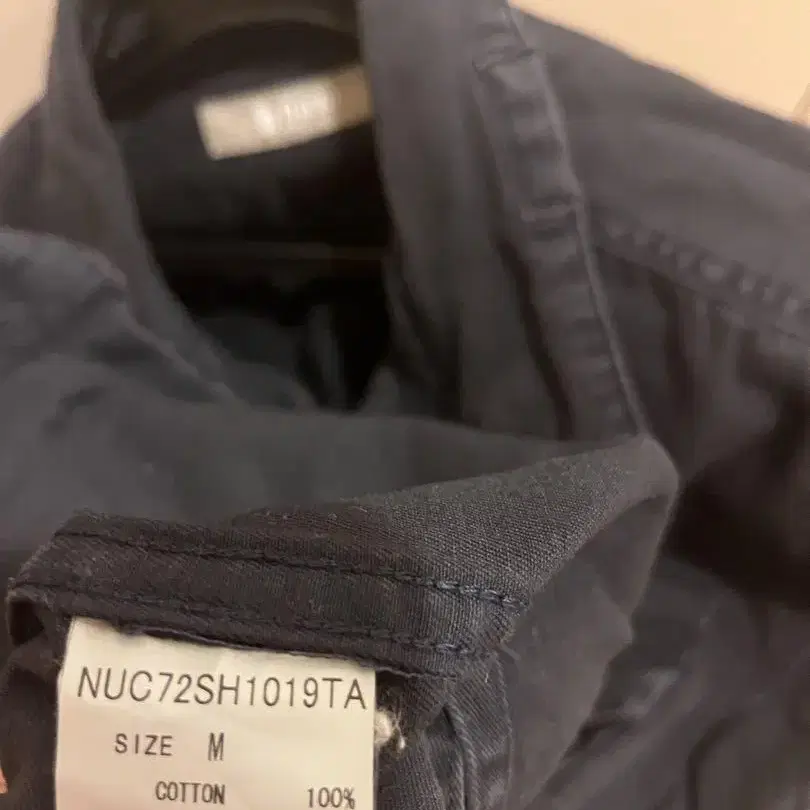 NUC72SH1019TA
SIZE M
COTTON 100%